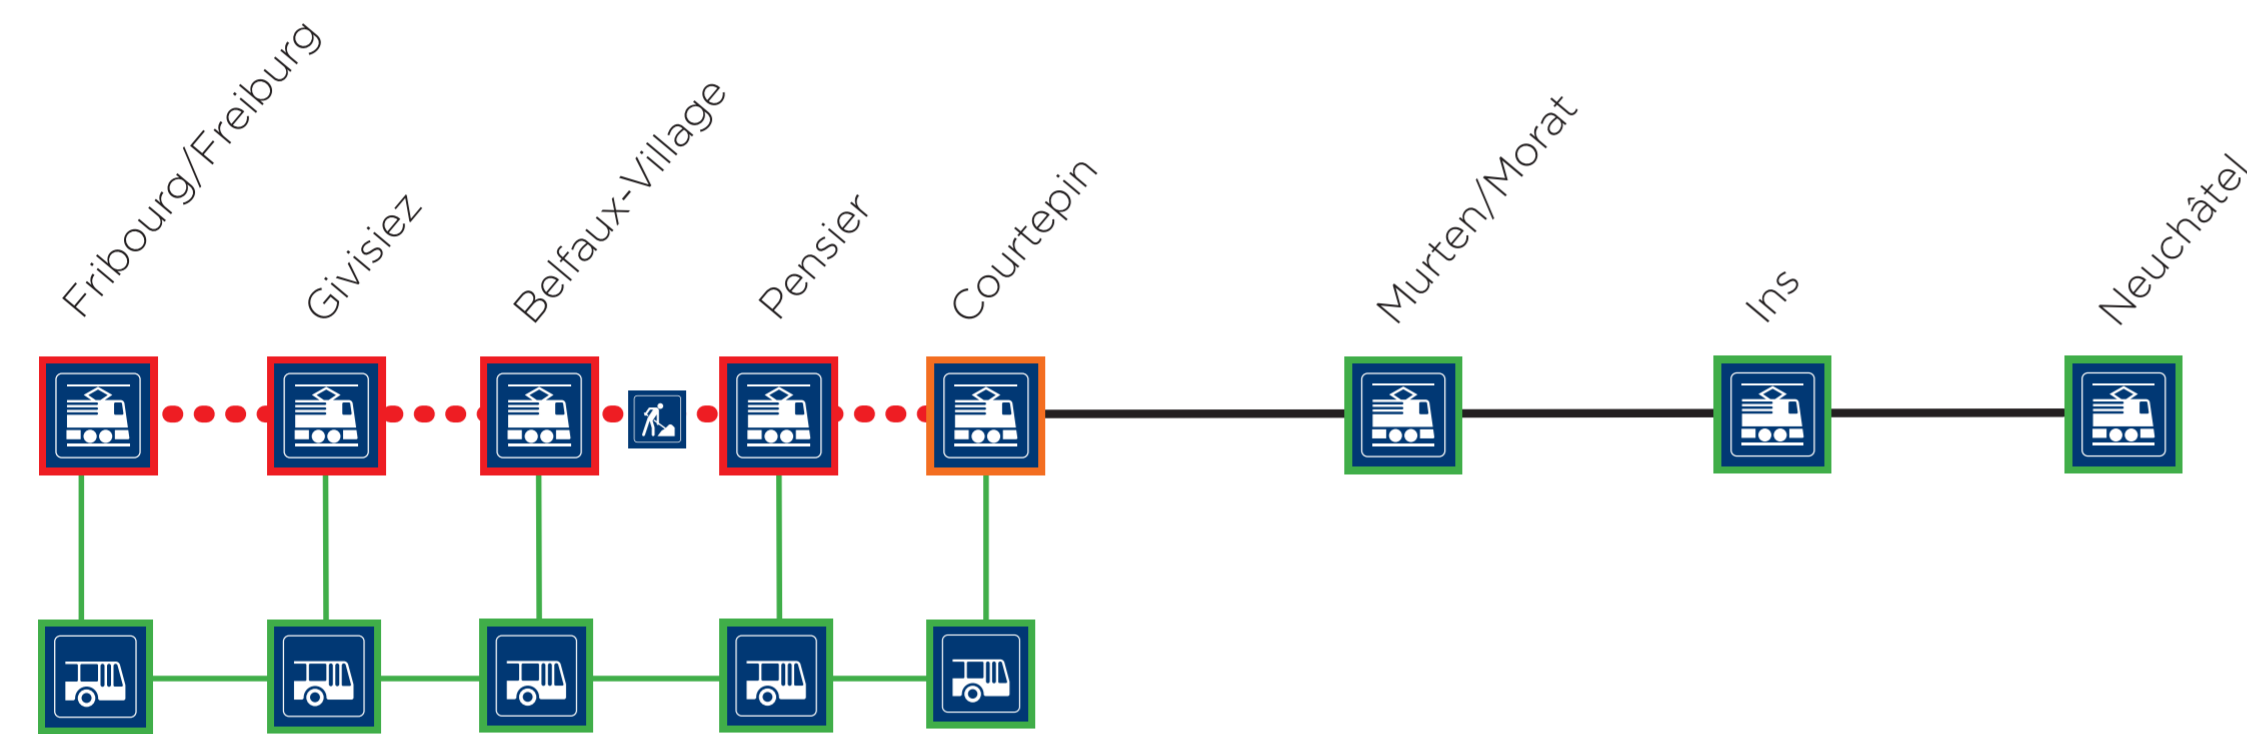 Fribourg/Freiburg
Givisiez
Belfaux-Village
Pensier
Courtepin
Murten/Morat
Ins
Neuchâtel